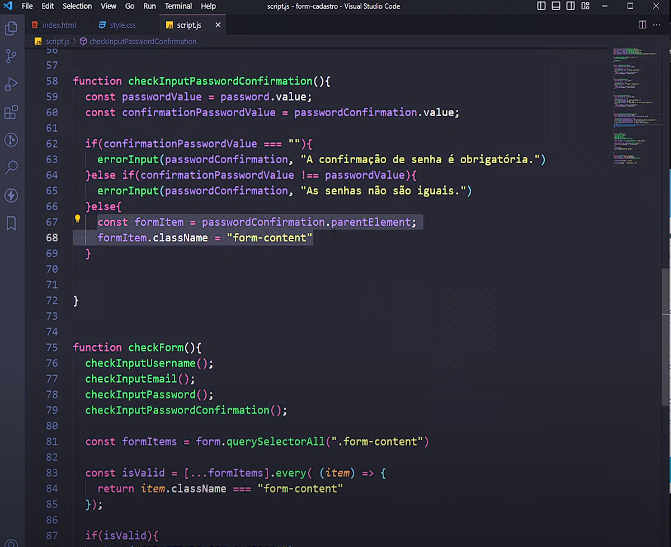 File Edit Selection View Go Run Terminal Help script.js - form-cadastro - Visual Studio Code
index.html style.css script.js
script.js > checkInputPasswordConfirmation
56
57
58 function checkInputPasswordConfirmation(){
59 const passwordValue = password.value;
60 const confirmationPasswordValue = passwordConfirmation.value;
61
62 if(confirmationPasswordValue === ""){
63 errorInput(passwordConfirmation, "A confirmação de senha é obrigatória.")
64 }else if(confirmationPasswordValue !== passwordValue){
65 errorInput(passwordConfirmation, "As senhas não são iguais.")
66 }else{
67 const formItem = passwordConfirmation.parentElement;
68 formItem.className = "form-content"
69 }
70
71
72 }
73
74
75 function checkForm(){
76 checkInputUsername();
77 checkInputEmail();
78 checkInputPassword();
79 checkInputPasswordConfirmation();
80
81 const formItems = form.querySelectorAll(".form-content")
82
83 const isValid = [...formItems].every( (item) => {
84 return item.className === "form-content"
85 });
86
87 if(isValid){